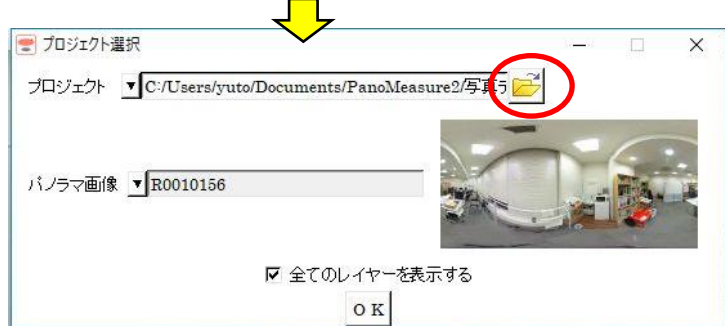 プロジェクト選択
プロジェクト C:/Users/yuto/Documents/PanoMeasure2/写真
パノラマ画像 R0010156
全てのレイヤーを表示する
O K